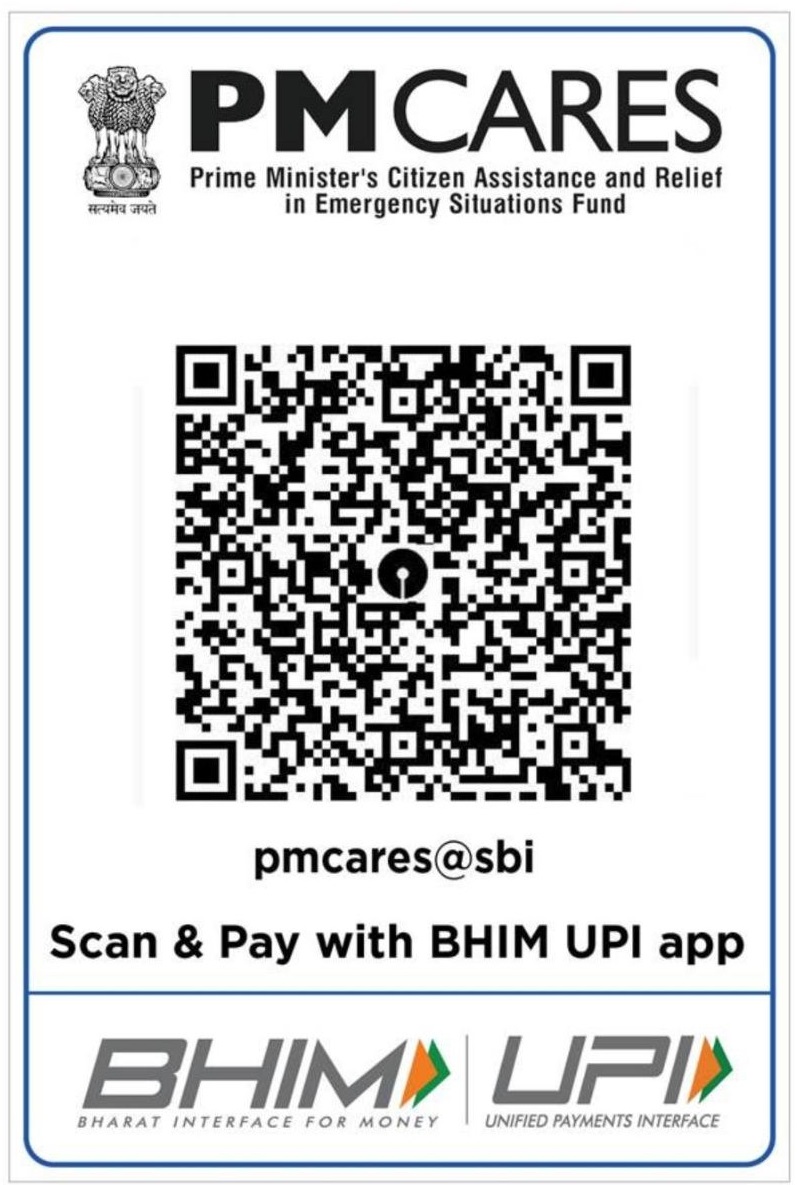 PM CARES
Prime Minister's Citizen Assistance and Relief
in Emergency Situations Fund
सत्यमेव जयते
pmcares@sbi
Scan & Pay with BHIM UPI app
BHIM
BHARAT INTERFACE FOR MONEY
UPI
UNIFIED PAYMENTS INTERFACE